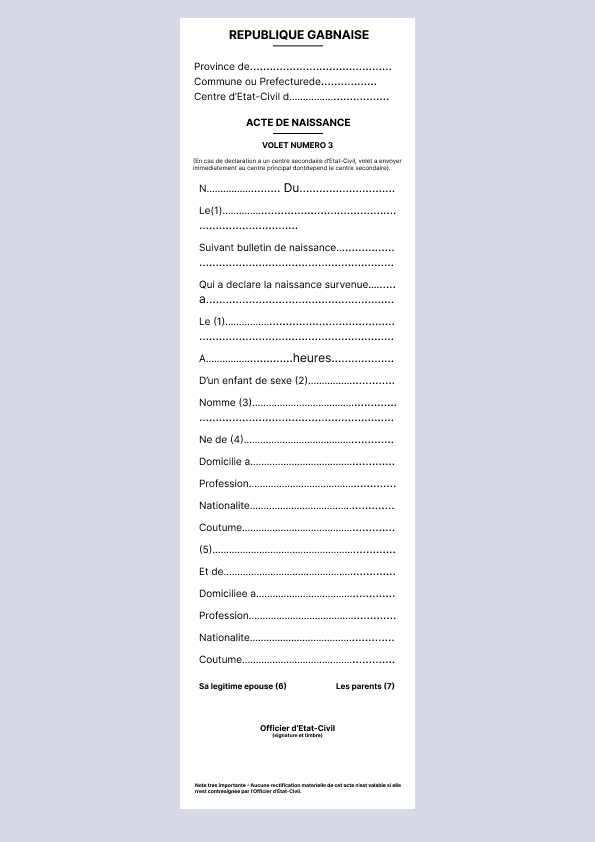 REPUBLIQUE GABNAISE
Province de............................................
Commune ou Prefecturede.................
Centre d'Etat-Civil d................................
ACTE DE NAISSANCE
VOLET NUMERO 3
(En cas de declaration a un centre secondaire d'Etat-Civil, volet a envoyer
immediatement au centre principal dontdepend le centre secondaire).
N........................ Du.............................
Le(1)......................................................
..............................
Suivant bulletin de naissance...................
...........................................................
Qui a declare la naissance survenue.........
a.........................................................
Le (1).....................................................
...........................................................
A............................heures...................
D'un enfant de sexe (2)............................
Nomme (3)..............................................
...........................................................
Ne de (4)..................................................
Domicilie a................................................
Profession.................................................
Nationalite................................................
Coutume...................................................
(5)............................................................
Et de.........................................................
Domiciliee a..............................................
Profession.................................................
Nationalite................................................
Coutume...................................................
Sa legitime epouse (6) Les parents (7)
Officier d'Etat-Civil
(signature et timbre)
Note tres importante - Aucune rectification materielle de cet acte n'est valable si elle
n'est contresignee par l'Officier d'Etat-Civil.